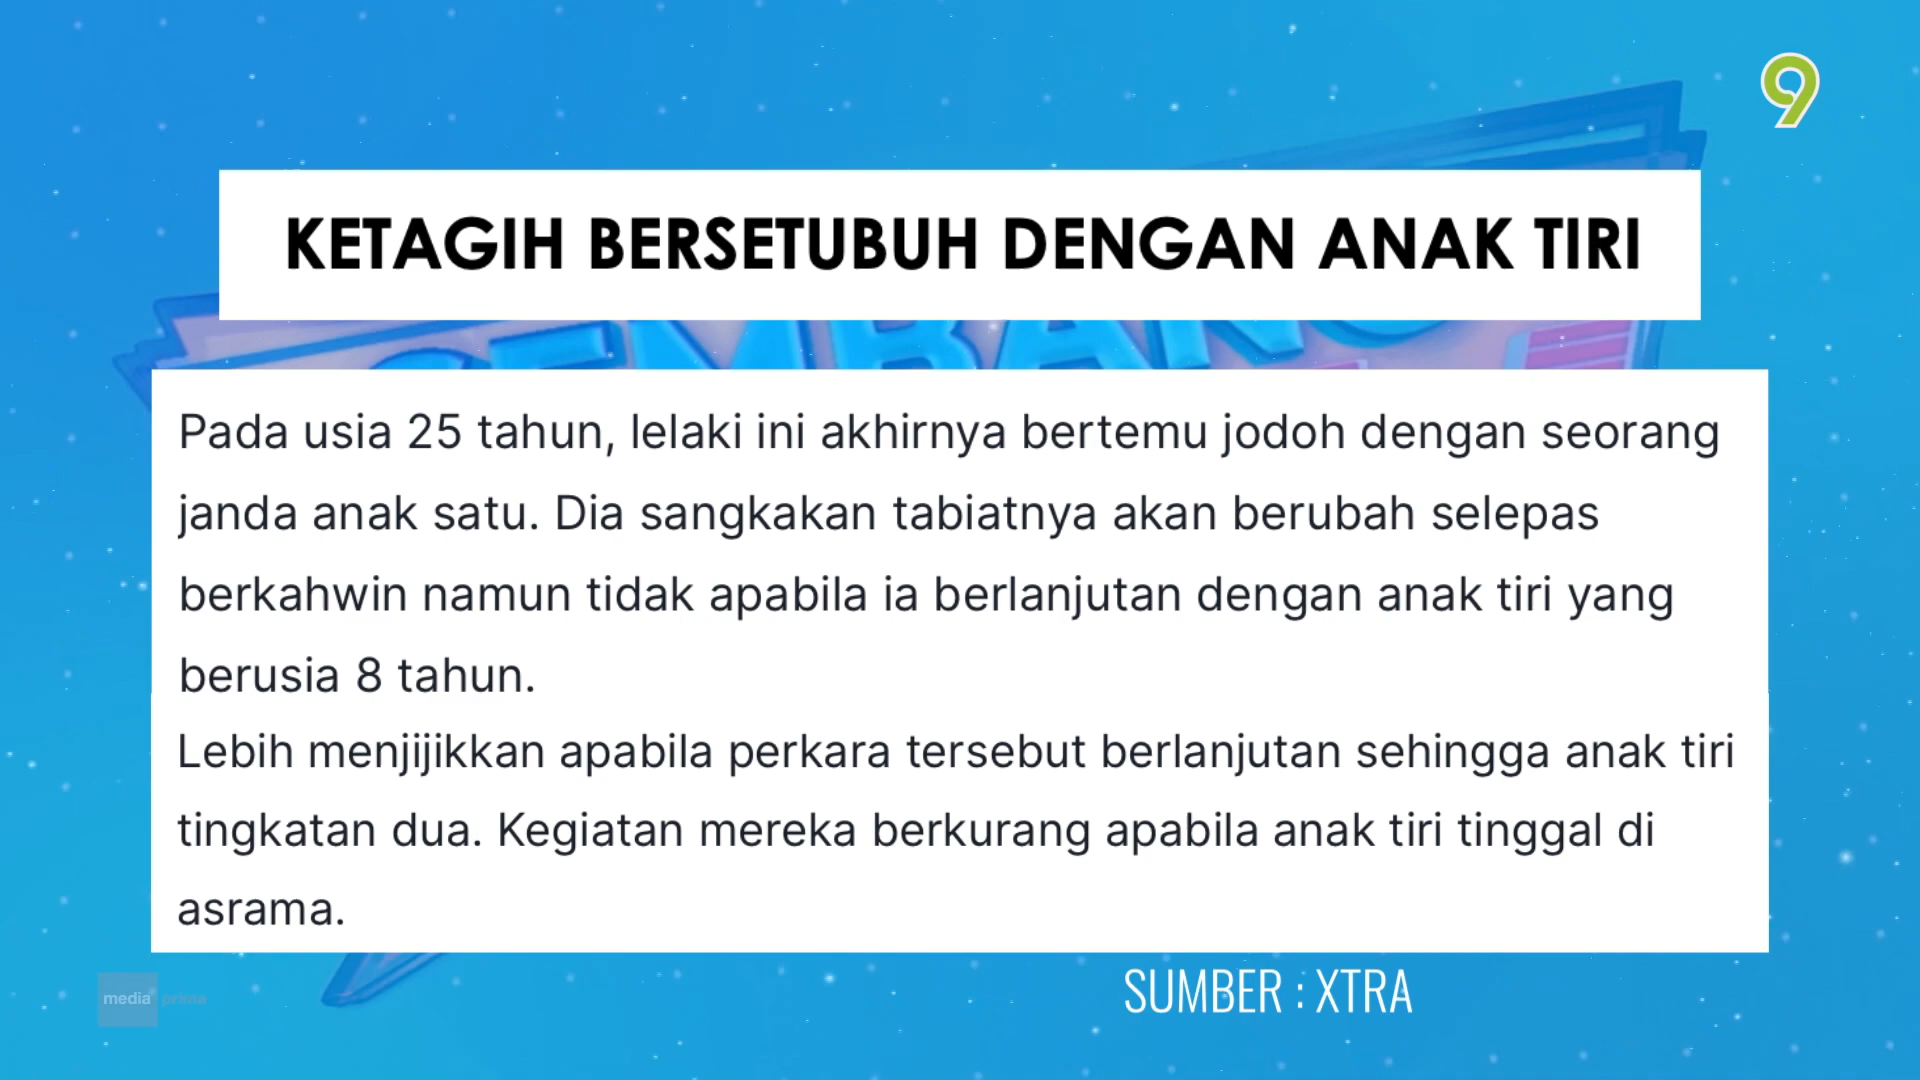 9
KETAGIH BERSETUBUH DENGAN ANAK TIRI
SEMBANG
Pada usia 25 tahun, lelaki ini akhirnya bertemu jodoh dengan seorang
janda anak satu. Dia sangkakan tabiatnya akan berubah selepas
berkahwin namun tidak apabila ia berlanjutan dengan anak tiri yang
berusia 8 tahun.
Lebih menjijikkan apabila perkara tersebut berlanjutan sehingga anak tiri
tingkatan dua. Kegiatan mereka berkurang apabila anak tiri tinggal di
asrama.
SUMBER : XTRA
media prima